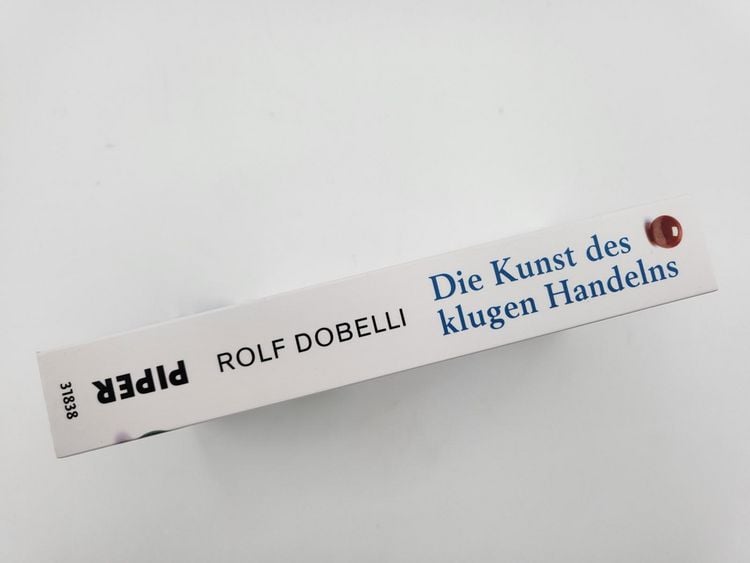 31838
PIPER
ROLF DOBELLI
Die Kunst des
klugen Handelns